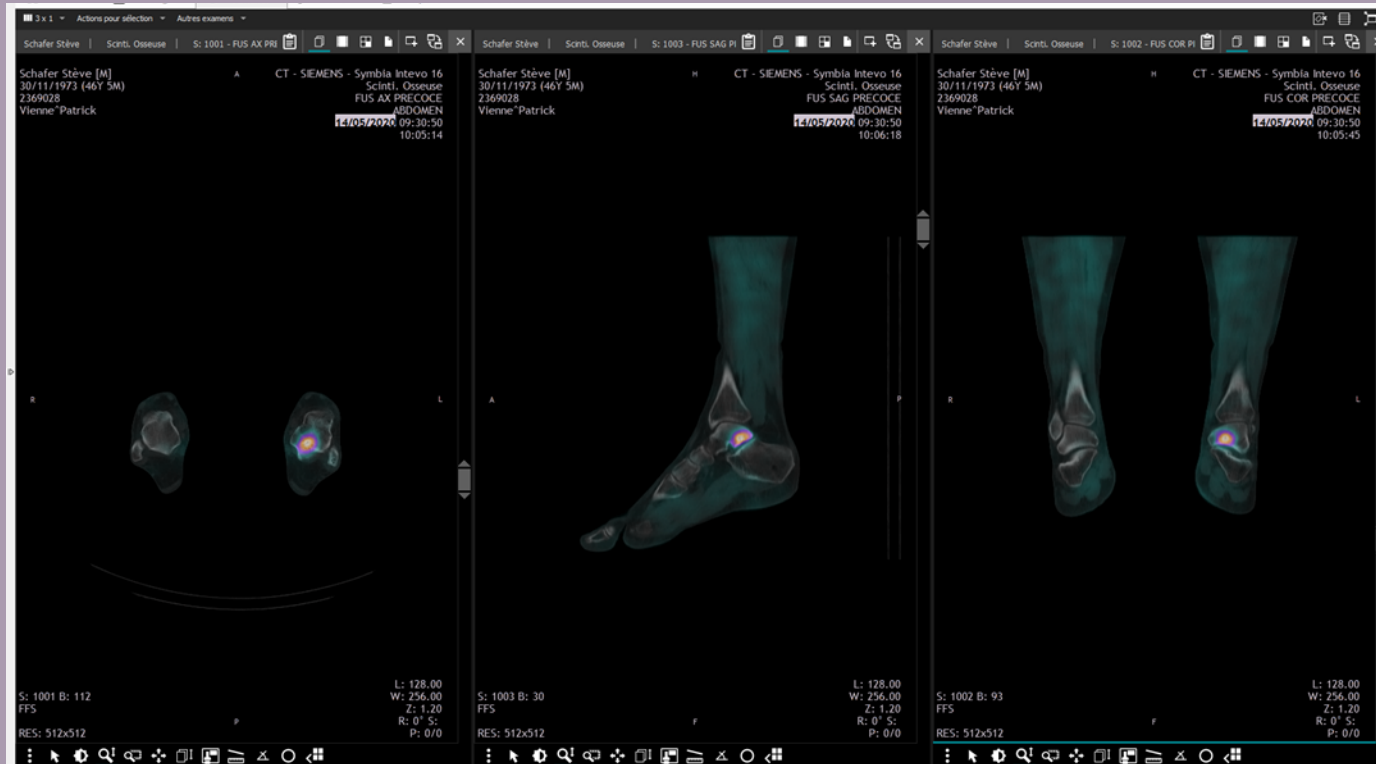 3 x 1 Actions pour sélection Autres examens
Schafer Stève | Scinti. Osseuse | S: 1001 - FUS AX PRI
Schafer Stève | Scinti. Osseuse | S: 1003 - FUS SAG PI
Schafer Stève | Scinti. Osseuse | S: 1002 - FUS COR PI
Schafer Stève [M]
30/11/1973 (46Y 5M)
2369028
Vienne^Patrick
A
CT - SIEMENS - Symbia Intevo 16
Scinti. Osseuse
FUS AX PRECOCE
ABDOMEN
14/05/2020 09:30:50
10:05:14
R
L
S: 1001 B: 112
FFS
RES: 512x512
P
L: 128.00
W: 256.00
Z: 1.20
R: 0° S:
P: 0/0
Schafer Stève [M]
30/11/1973 (46Y 5M)
2369028
Vienne^Patrick
H
CT - SIEMENS - Symbia Intevo 16
Scinti. Osseuse
FUS SAG PRECOCE
ABDOMEN
14/05/2020 09:30:50
10:06:18
A
P
S: 1003 B: 30
FFS
RES: 512x512
F
L: 128.00
W: 256.00
Z: 1.20
R: 0° S:
P: 0/0
Schafer Stève [M]
30/11/1973 (46Y 5M)
2369028
Vienne^Patrick
H
CT - SIEMENS - Symbia Intevo 16
Scinti. Osseuse
FUS COR PRECOCE
ABDOMEN
14/05/2020 09:30:50
10:05:45
R
L
S: 1002 B: 93
FFS
RES: 512x512
F
L: 128.00
W: 256.00
Z: 1.20
R: 0° S:
P: 0/0